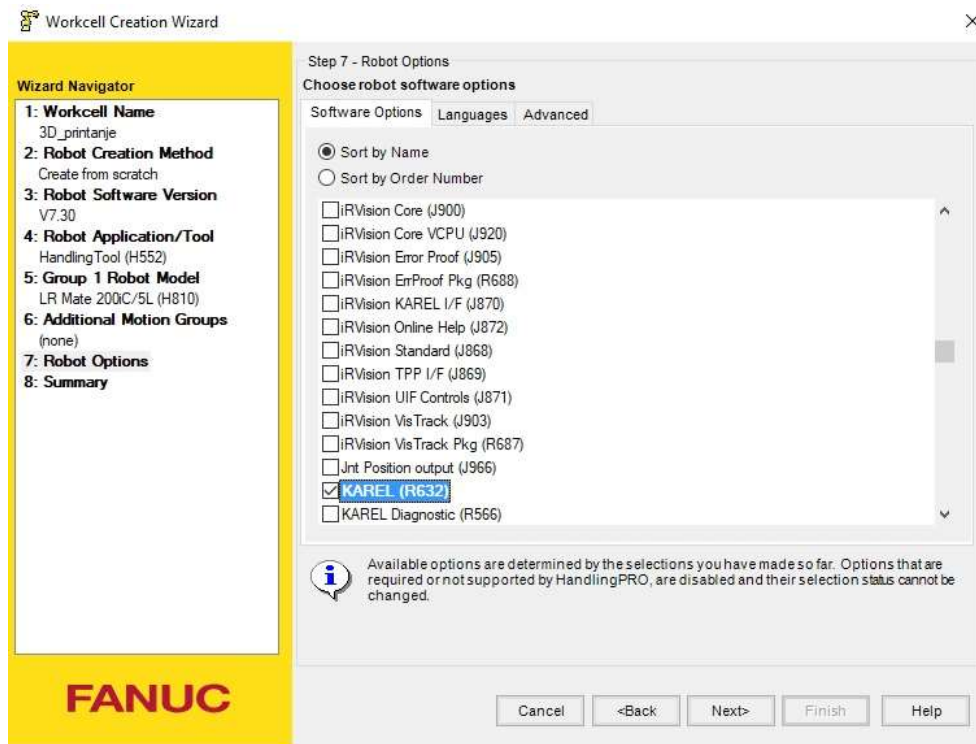 Workcell Creation Wizard
Wizard Navigator
1: Workcell Name
3D_printanje
2: Robot Creation Method
Create from scratch
3: Robot Software Version
V7.30
4: Robot Application/Tool
HandlingTool (H552)
5: Group 1 Robot Model
LR Mate 200iC/5L (H810)
6: Additional Motion Groups
(none)
7: Robot Options
8: Summary
FANUC
Step 7 - Robot Options
Choose robot software options
Software Options Languages Advanced
Sort by Name
Sort by Order Number
iRVision Core (J900)
iRVision Core VCPU (J920)
iRVision Error Proof (J905)
iRVision ErrProof Pkg (R688)
iRVision KAREL I/F (J870)
iRVision Online Help (J872)
iRVision Standard (J868)
iRVision TPP I/F (J869)
iRVision UIF Controls (J871)
iRVision VisTrack (J903)
iRVision VisTrack Pkg (R687)
Jnt Position output (J966)
KAREL (R632)
KAREL Diagnostic (R566)
Available options are determined by the selections you have made so far. Options that are
required or not supported by HandlingPRO, are disabled and their selection status cannot be
changed.
Cancel <Back Next> Finish Help